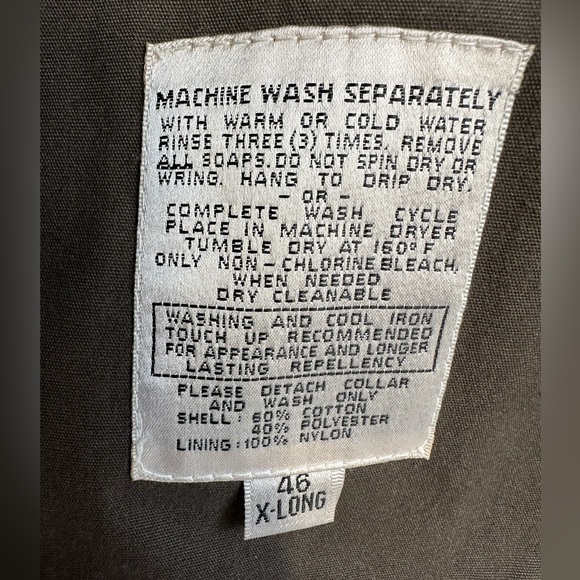 MACHINE WASH SEPARATELY
WITH WARM OR COLD WATER
RINSE THREE (3) TIMES. REMOVE
ALL SOAPS. DO NOT SPIN DRY OR
WRING. HANG TO DRIP DRY.
- OR -
COMPLETE WASH CYCLE
PLACE IN MACHINE DRYER
TUMBLE DRY AT 160° F
ONLY NON-CHLORINE BLEACH.
WHEN NEEDED
DRY CLEANABLE
WASHING AND COOL IRON
TOUCH UP RECOMMENDED
FOR APPEARANCE AND LONGER
LASTING REPELLENCY
PLEASE DETACH COLLAR
AND WASH ONLY
SHELL: 60% COTTON
40% POLYESTER
LINING: 100% NYLON
46
X-LONG